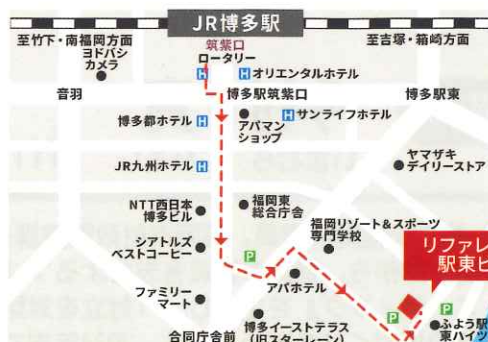 JR博多駅
至竹下・南福岡方面
筑紫口
至吉塚・箱崎方面
ヨドバシ
カメラ
ロータリー
H
H オリエンタルホテル
音羽
博多駅筑紫口
博多駅東
博多都ホテル H
アパマン
ショップ
H サンライフホテル
JR九州ホテル H
ヤマザキ
デイリーストア
NTT西日本
博多ビル
福岡東
総合庁舎
福岡リゾート&スポーツ
専門学校
シアトルズ
ベストコーヒー
P
リファレ
駅東ビ
アパホテル
ファミリー
マート
P
P
合同庁舎前
博多イーストテラス
(旧スターレーン)
ふよう駅
東ハイツ